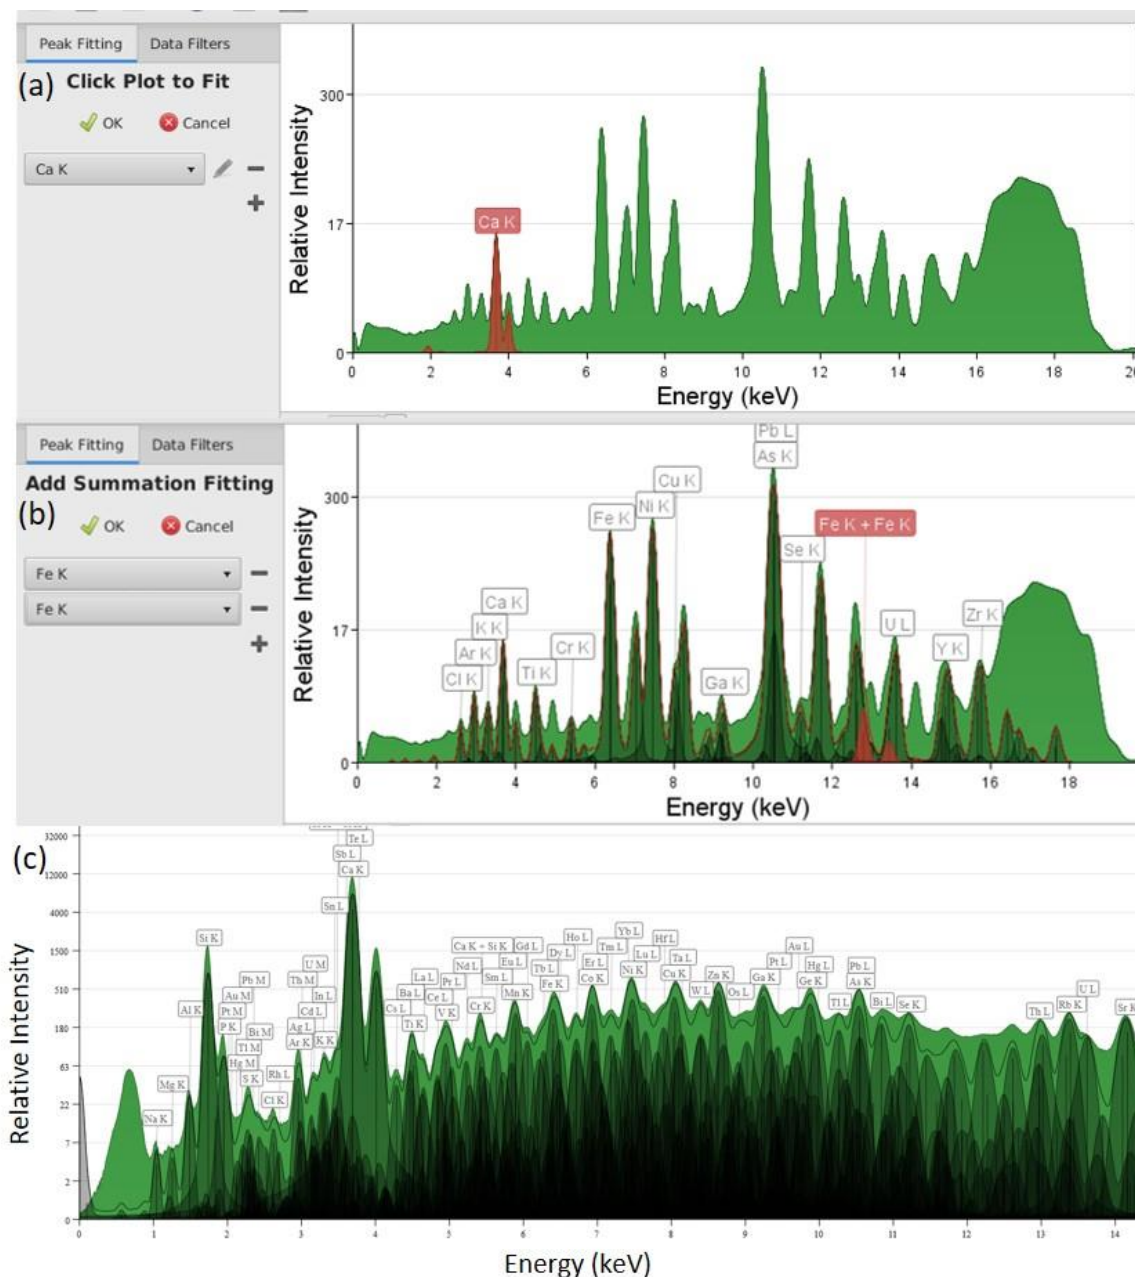 Peak Fitting Data Filters
(a) Click Plot to Fit
OK Cancel
Ca K
Relative Intensity
300
17
0
Ca K
0 2 4 6 8 10 12 14 16 18 20
Energy (keV)
Peak Fitting Data Filters
Add Summation Fitting
(b)
OK Cancel
Fe K
Fe K
Relative Intensity
300
17
0
Pb L
As K
Cu K
Ni K
Fe K
Fe K + Fe K
Se K
Ca K
K K
Ar K
Cl K
Ti K
Cr K
Ga K
U L
Y K
Zr K
0 2 4 6 8 10 12 14 16 18
Energy (keV)
(c)
Relative Intensity
32000
12000
4000
1500
510
180
63
22
7
2
0
Te L
Sb L
Ca K
Sn L
Si K
Al K
Mg K
Na K
Pb M
Au M
Pt M
P K
Bi M
Tl M
Hg M
S K
Rh L
Cl K
U M
Th M
In L
Cd L
Ag L
Ar K
K K
Cs L
La L
Ba L
Ce L
Ti K
Pr L
V K
Nd L
Ca K + Si K
Gd L
Eu L
Sm L
Cr K
Mn K
Ho L
Dy L
Tb L
Fe K
Er L
Co K
Yb L
Tm L
Lu L
Ni K
Hf L
Ta L
Cu K
W L
Zn K
Os L
Au L
Pt L
Ga K
Hg L
Ge K
Pb L
As K
Tl L
Bi L
Se K
Th L
Rb K
U L
Sr K
0 1 2 3 4 5 6 7 8 9 10 11 12 13 14
Energy (keV)